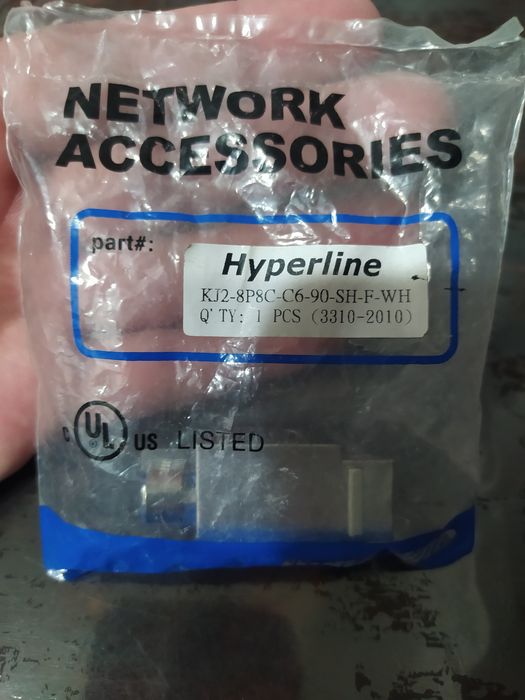 NETWORK
ACCESSORIES
part#:
Hyperline
KJ2-8P8C-C6-90-SH-F-WH
Q'TY: 1 PCS (3310-2010)
C UL US LISTED